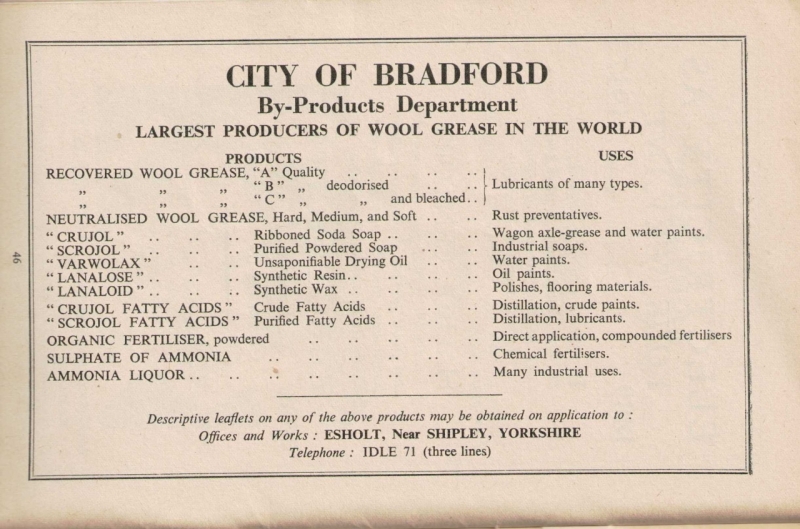 CITY OF BRADFORD
By-Products Department
LARGEST PRODUCERS OF WOOL GREASE IN THE WORLD
PRODUCTS USES
RECOVERED WOOL GREASE, "A" Quality .. .. .. ..
„ „ „ "B" „ deodorised .. .. Lubricants of many types.
„ „ „ "C" „ „ and bleached..
NEUTRALISED WOOL GREASE, Hard, Medium, and Soft .. .. Rust preventatives.
"CRUJOL" .. .. .. Ribboned Soda Soap .. .. .. Wagon axle-grease and water paints.
"SCROJOL" .. .. .. Purified Powdered Soap ... .. Industrial soaps.
"VARWOLAX" .. .. Unsaponifiable Drying Oil .. .. Water paints.
"LANALOSE" .. .. .. Synthetic Resin.. .. .. .. Oil paints.
"LANALOID" .. .. .. Synthetic Wax .. .. .. .. Polishes, flooring materials.
"CRUJOL FATTY ACIDS" Crude Fatty Acids .. .. .. Distillation, crude paints.
"SCROJOL FATTY ACIDS" Purified Fatty Acids .. .. .. Distillation, lubricants.
ORGANIC FERTILISER, powdered .. .. .. .. .. Direct application, compounded fertilisers
SULPHATE OF AMMONIA .. .. .. .. .. .. Chemical fertilisers.
AMMONIA LIQUOR .. .. .. .. .. .. .. .. Many industrial uses.
Descriptive leaflets on any of the above products may be obtained on application to :
Offices and Works : ESHOLT, Near SHIPLEY, YORKSHIRE
Telephone : IDLE 71 (three lines)
46